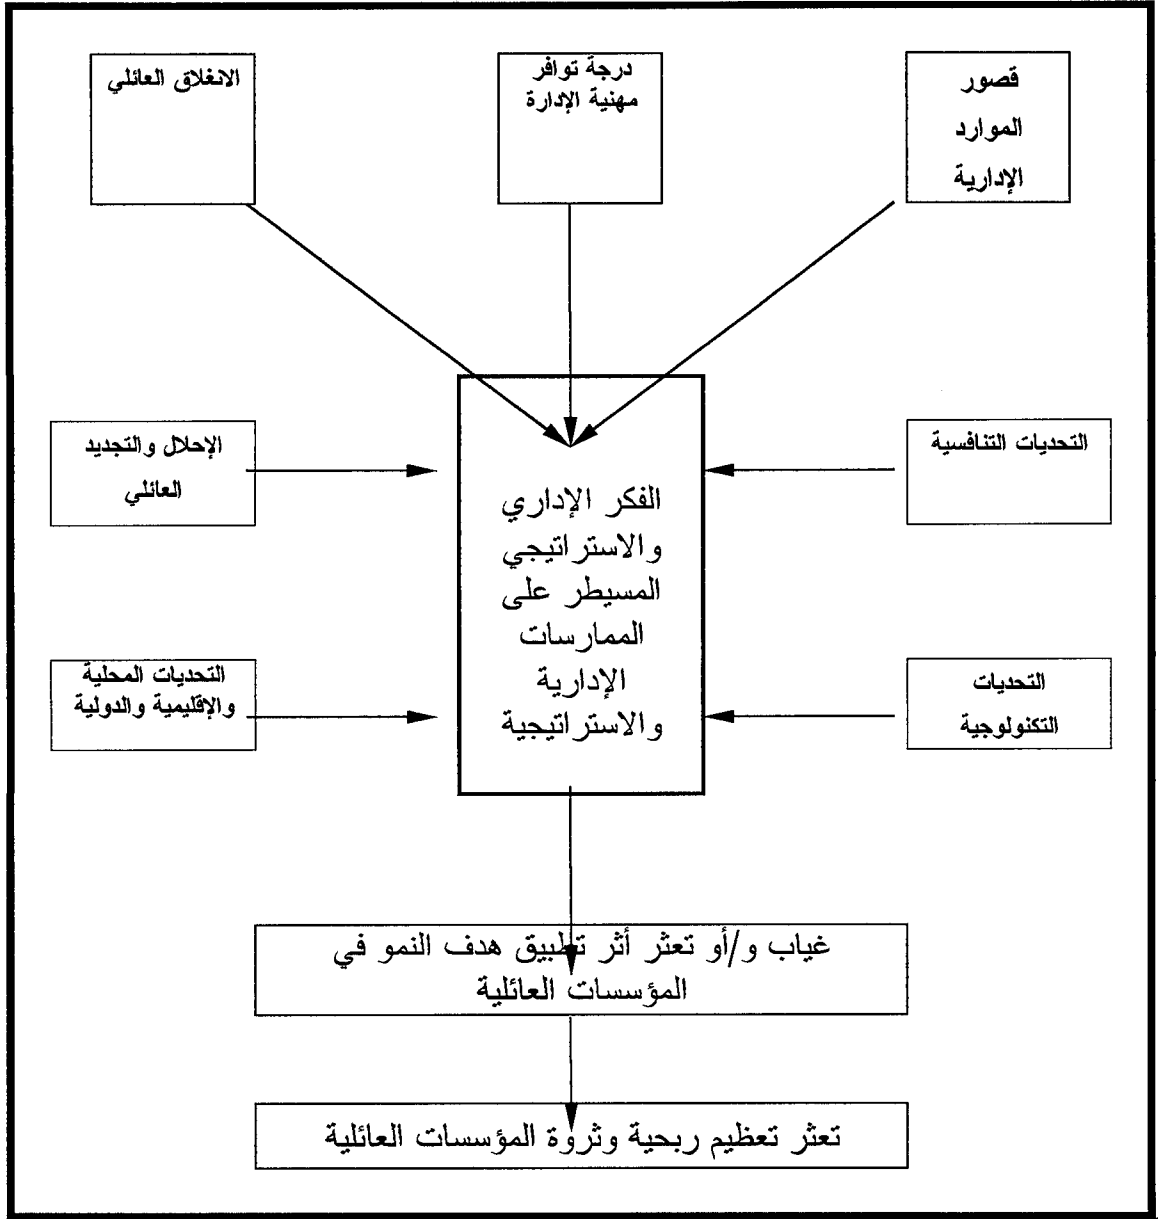 قصور
الموارد
الإدارية
درجة توافر
مهنية الإدارة
الانغلاق العائلي
التحديات التنافسية
الإحلال والتجديد
العائلي
الفكر الإداري
والاستراتيجي
المسيطر على
الممارسات
الإدارية
والاستراتيجية
التحديات
التكنولوجية
التحديات المحلية
والإقليمية والدولية
غياب و/أو تعثر أثر تطبيق هدف النمو في
المؤسسات العائلية
تعثر تعظيم ربحية وثروة المؤسسات العائلية